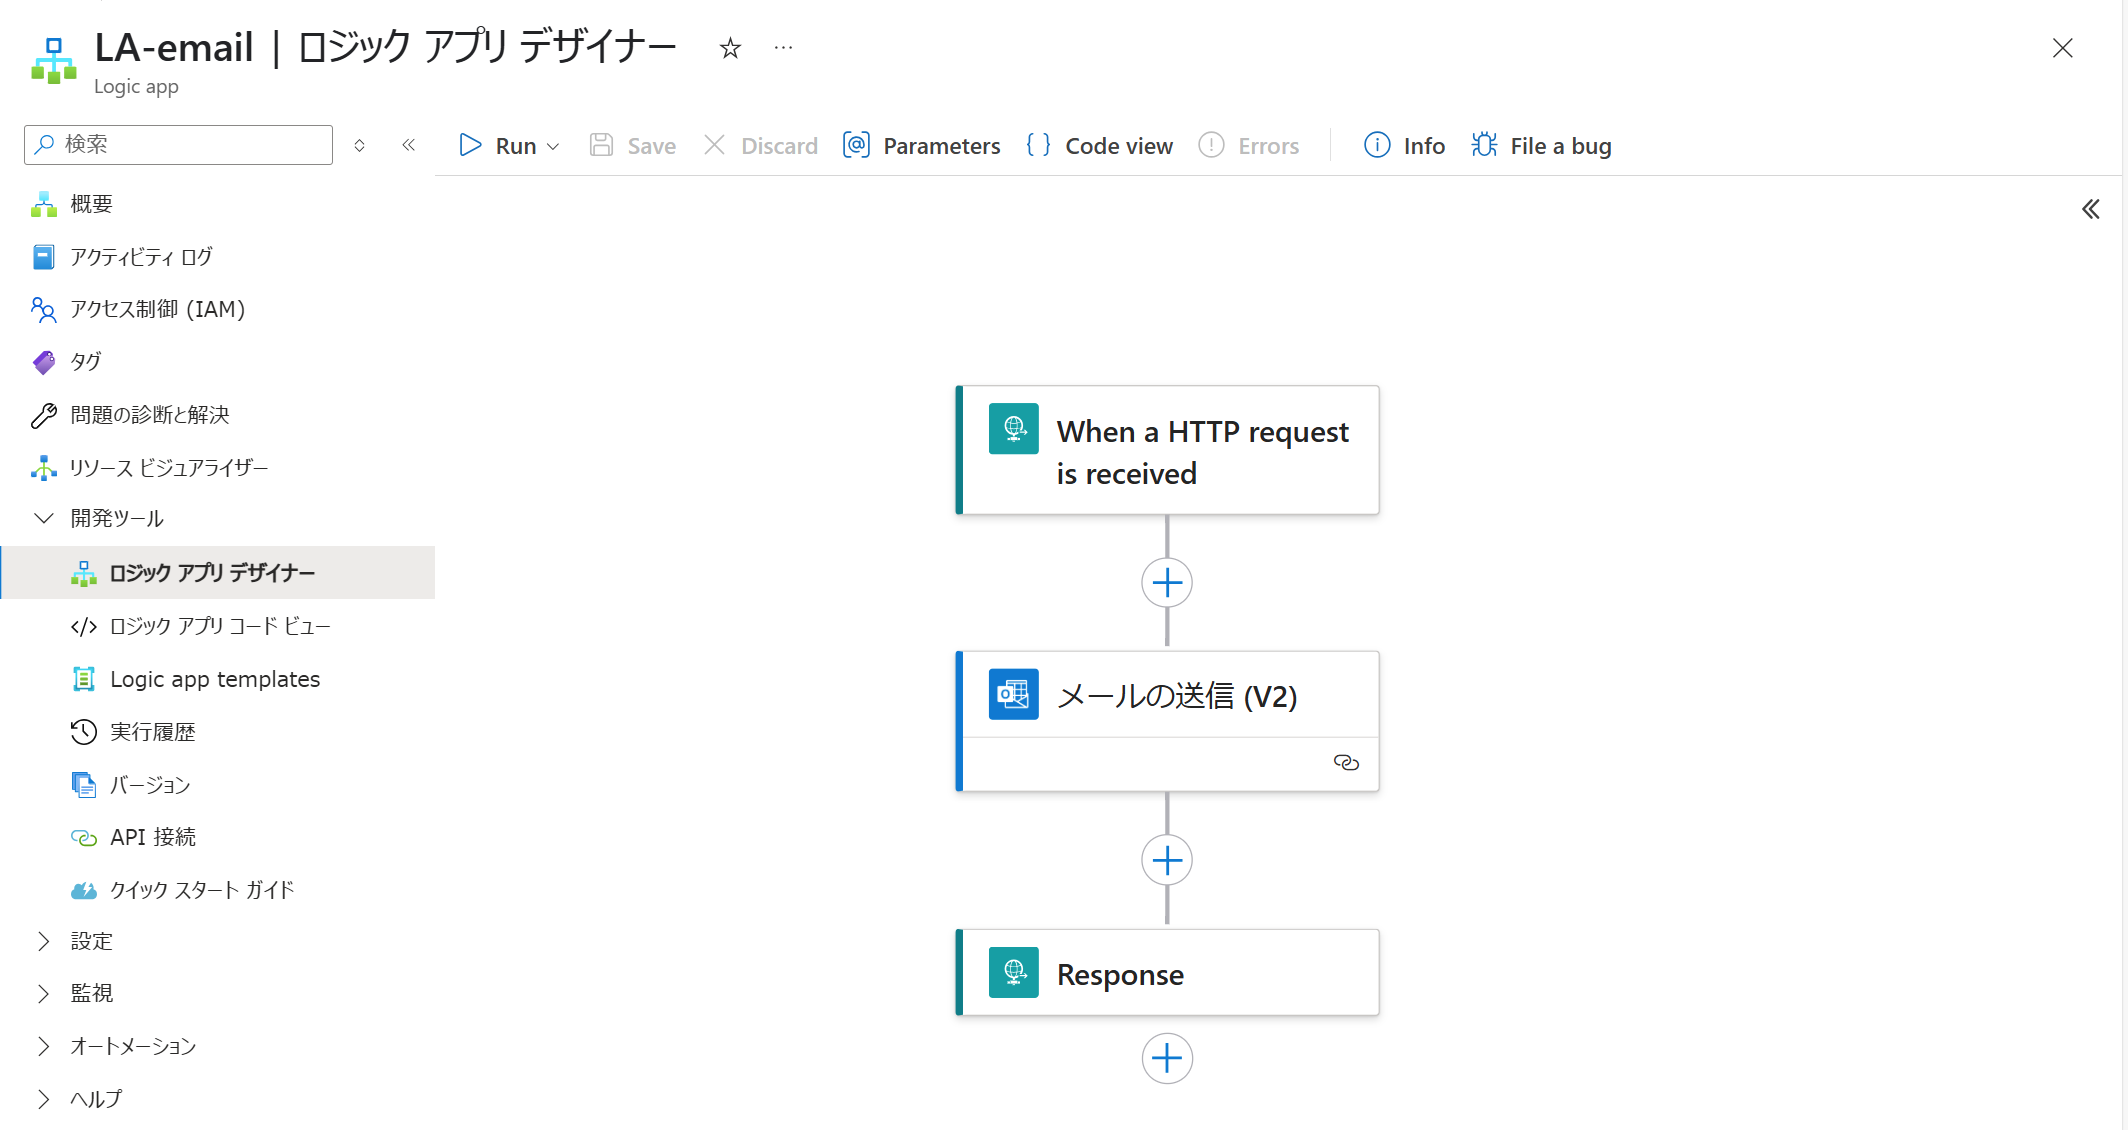 LA-email | ロジック アプリ デザイナー
Logic app
検索
Run
Save
Discard
Parameters
Code view
Errors
Info
File a bug
概要
アクティビティ ログ
アクセス制御 (IAM)
タグ
問題の診断と解決
リソース ビジュアライザー
開発ツール
ロジック アプリ デザイナー
ロジック アプリ コード ビュー
Logic app templates
実行履歴
バージョン
API 接続
クイック スタート ガイド
設定
監視
オートメーション
ヘルプ
When a HTTP request
is received
メールの送信 (V2)
Response